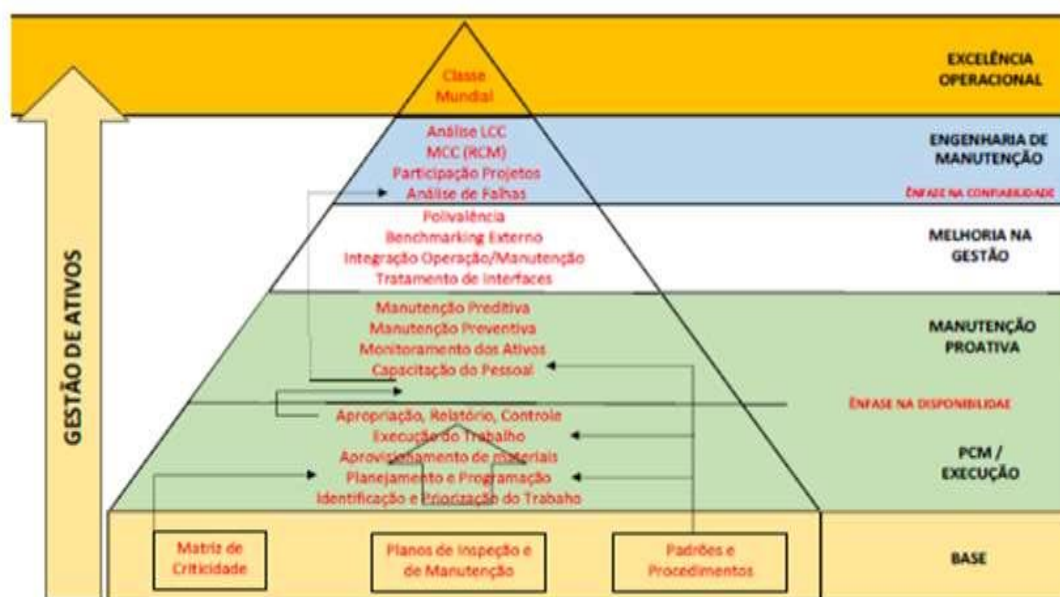 Classe
Mundial
EXCELÊNCIA
OPERACIONAL
Análise LCC
MCC (RCM)
Participação Projetos
Análise de Falhas
ENGENHARIA DE
MANUTENÇÃO
ÊNFASE NA CONFIABILIDADE
Polivalência
Benchmarking Externo
Integração Operação/Manutenção
Tratamento de Interfaces
MELHORIA NA
GESTÃO
Manutenção Preditiva
Manutenção Preventiva
Monitoramento dos Ativos
Capacitação do Pessoal
MANUTENÇÃO
PROATIVA
ÊNFASE NA DISPONIBILIDAE
Apropriação, Relatório, Controle
Execução do Trabalho
Aprovisionamento de materiais
Planejamento e Programação
Identificação e Priorização do Trabaho
PCM /
EXECUÇÃO
Matriz de
Criticidade
Planos de Inspeção e
de Manutenção
Padrões e
Procedimentos
BASE
GESTÃO DE ATIVOS